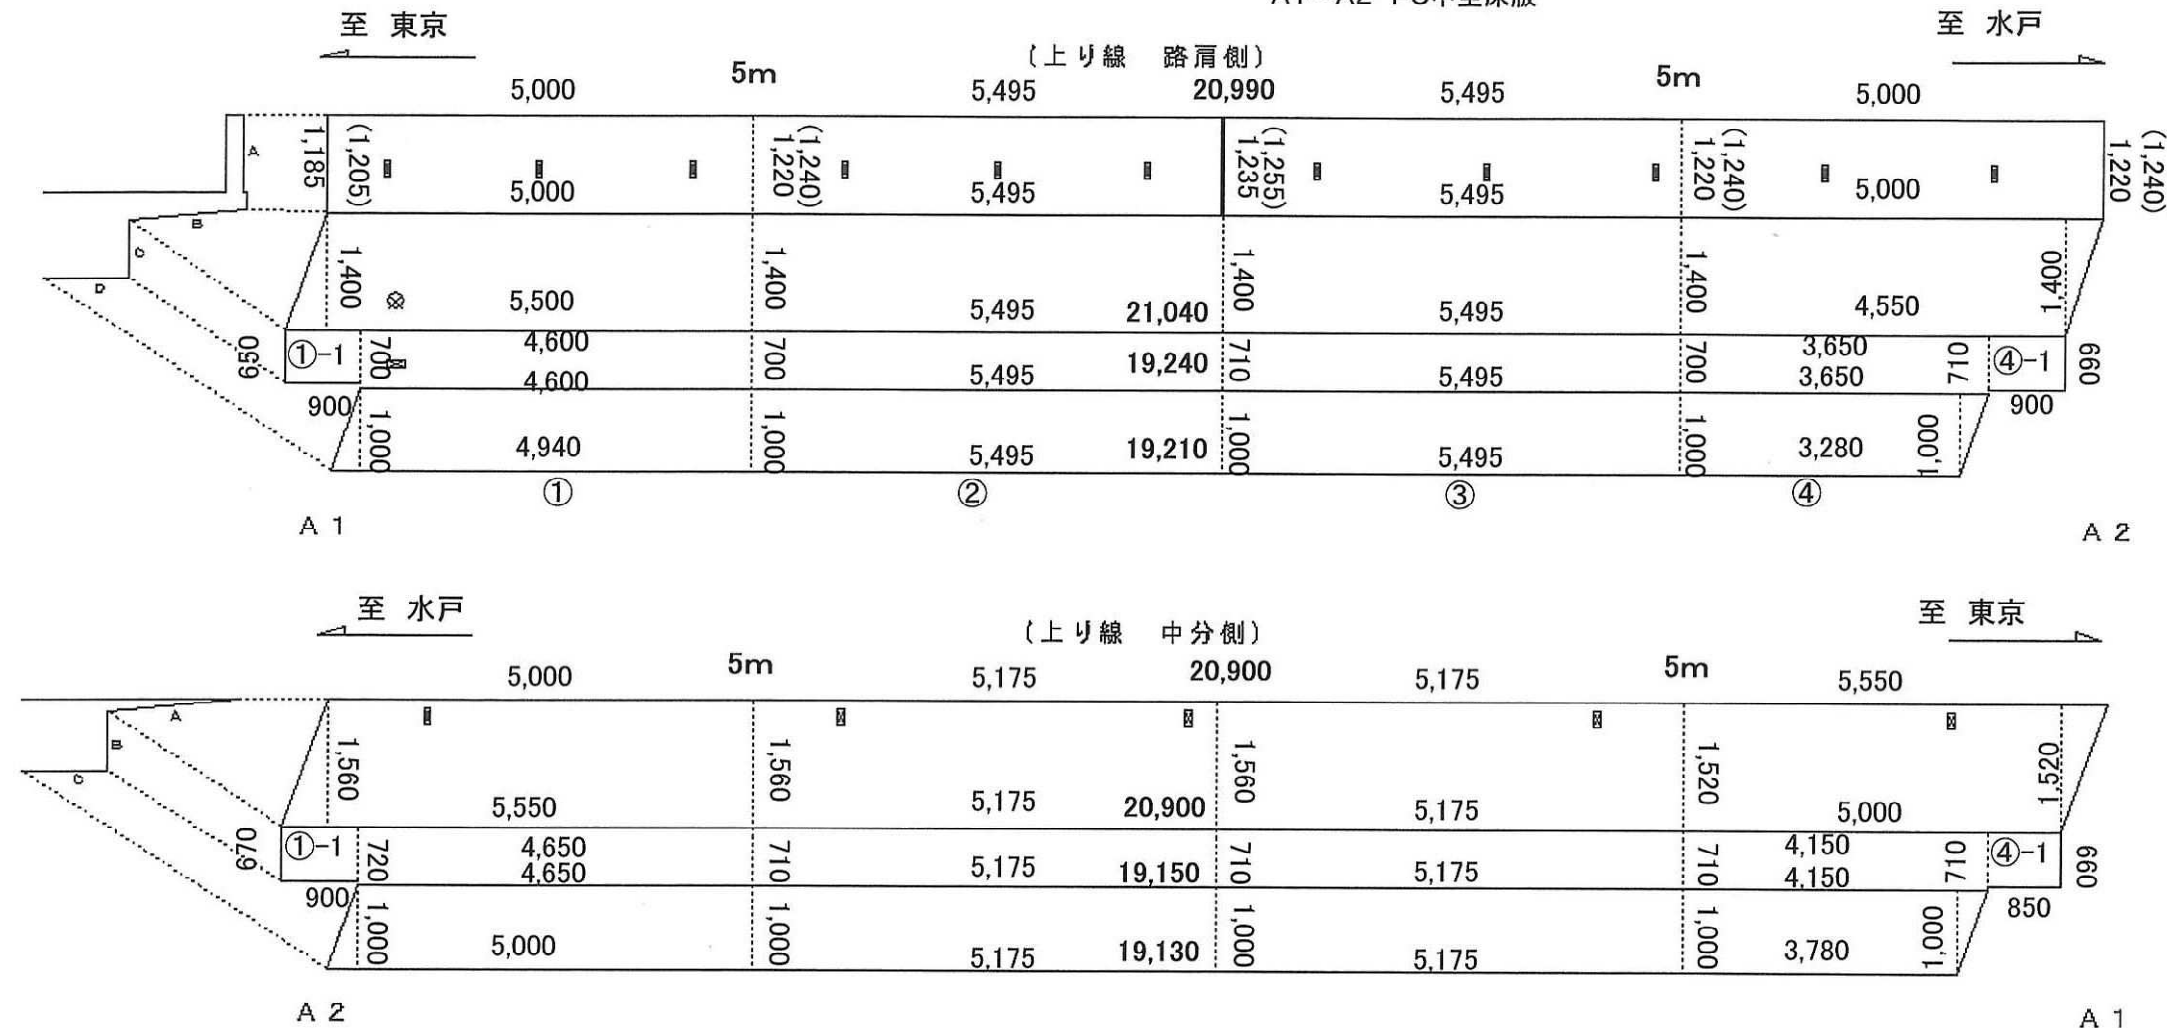 至 東京
至 水戸
(上り線 路肩側)
5,000 5m 5,495 20,990 5,495 5m 5,000
A 1,185 (1,205) (1,240) 1,220 (1,255) 1,235 (1,240) 1,220 (1,240) 1,220
5,000 5,495 5,495 5,000
B
C 1,400 1,400 1,400 1,400 1,400
D 5,500 5,495 21,040 5,495 4,550
650 ①-1 700 4,600 700 19,240 710 700 3,650 710 ④-1 660
4,600 5,495 5,495 3,650
900 900
1,000 4,940 1,000 5,495 19,210 1,000 5,495 1,000 3,280 1,000
① ② ③ ④
A 1 A 2
至 水戸
至 東京
(上り線 中分側)
5,000 5m 5,175 20,900 5,175 5m 5,550
A
B 1,560 1,560 1,560 1,520 1,520
C
5,550 5,175 20,900 5,175 5,000
670 ①-1 720 4,650 710 710 710 4,150 710 ④-1 660
4,650 5,175 19,150 5,175 4,150
900 850
1,000 5,000 1,000 5,175 19,130 1,000 5,175 1,000 3,780 1,000
A 2 A 1